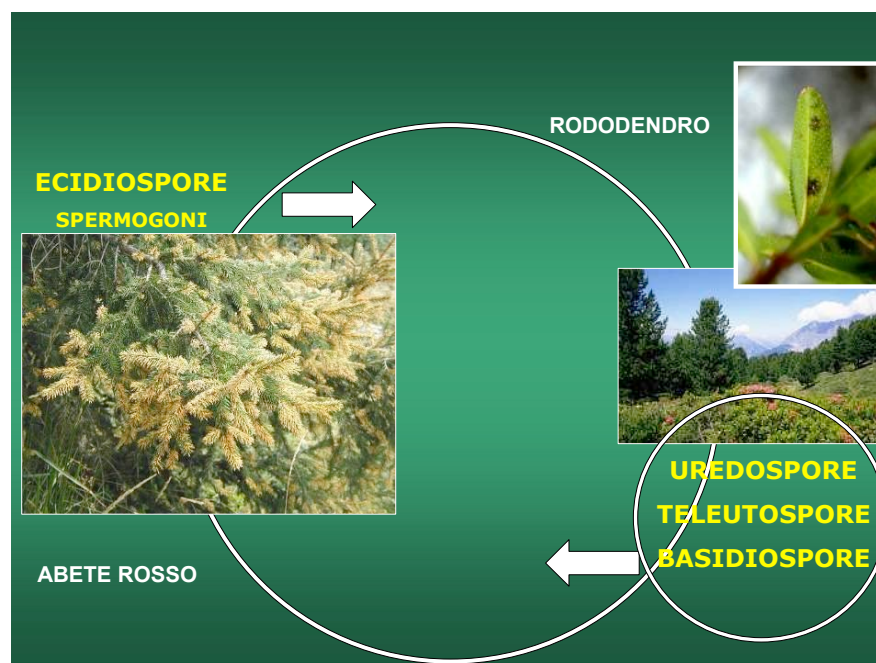 RODODENDRO
ECIDIOSPORE
SPERMOGONI
UREDOSPORE
TELEUTOSPORE
BASIDIOSPORE
ABETE ROSSO